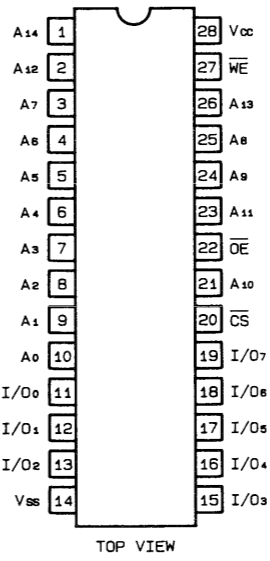 A14 1 28 Vcc
A12 2 27 WE
A7 3 26 A13
A6 4 25 A8
A5 5 24 A9
A4 6 23 A11
A3 7 22 OE
A2 8 21 A10
A1 9 20 CS
A0 10 19 I/O7
I/O0 11 18 I/O6
I/O1 12 17 I/O5
I/O2 13 16 I/O4
Vss 14 15 I/O3
TOP VIEW